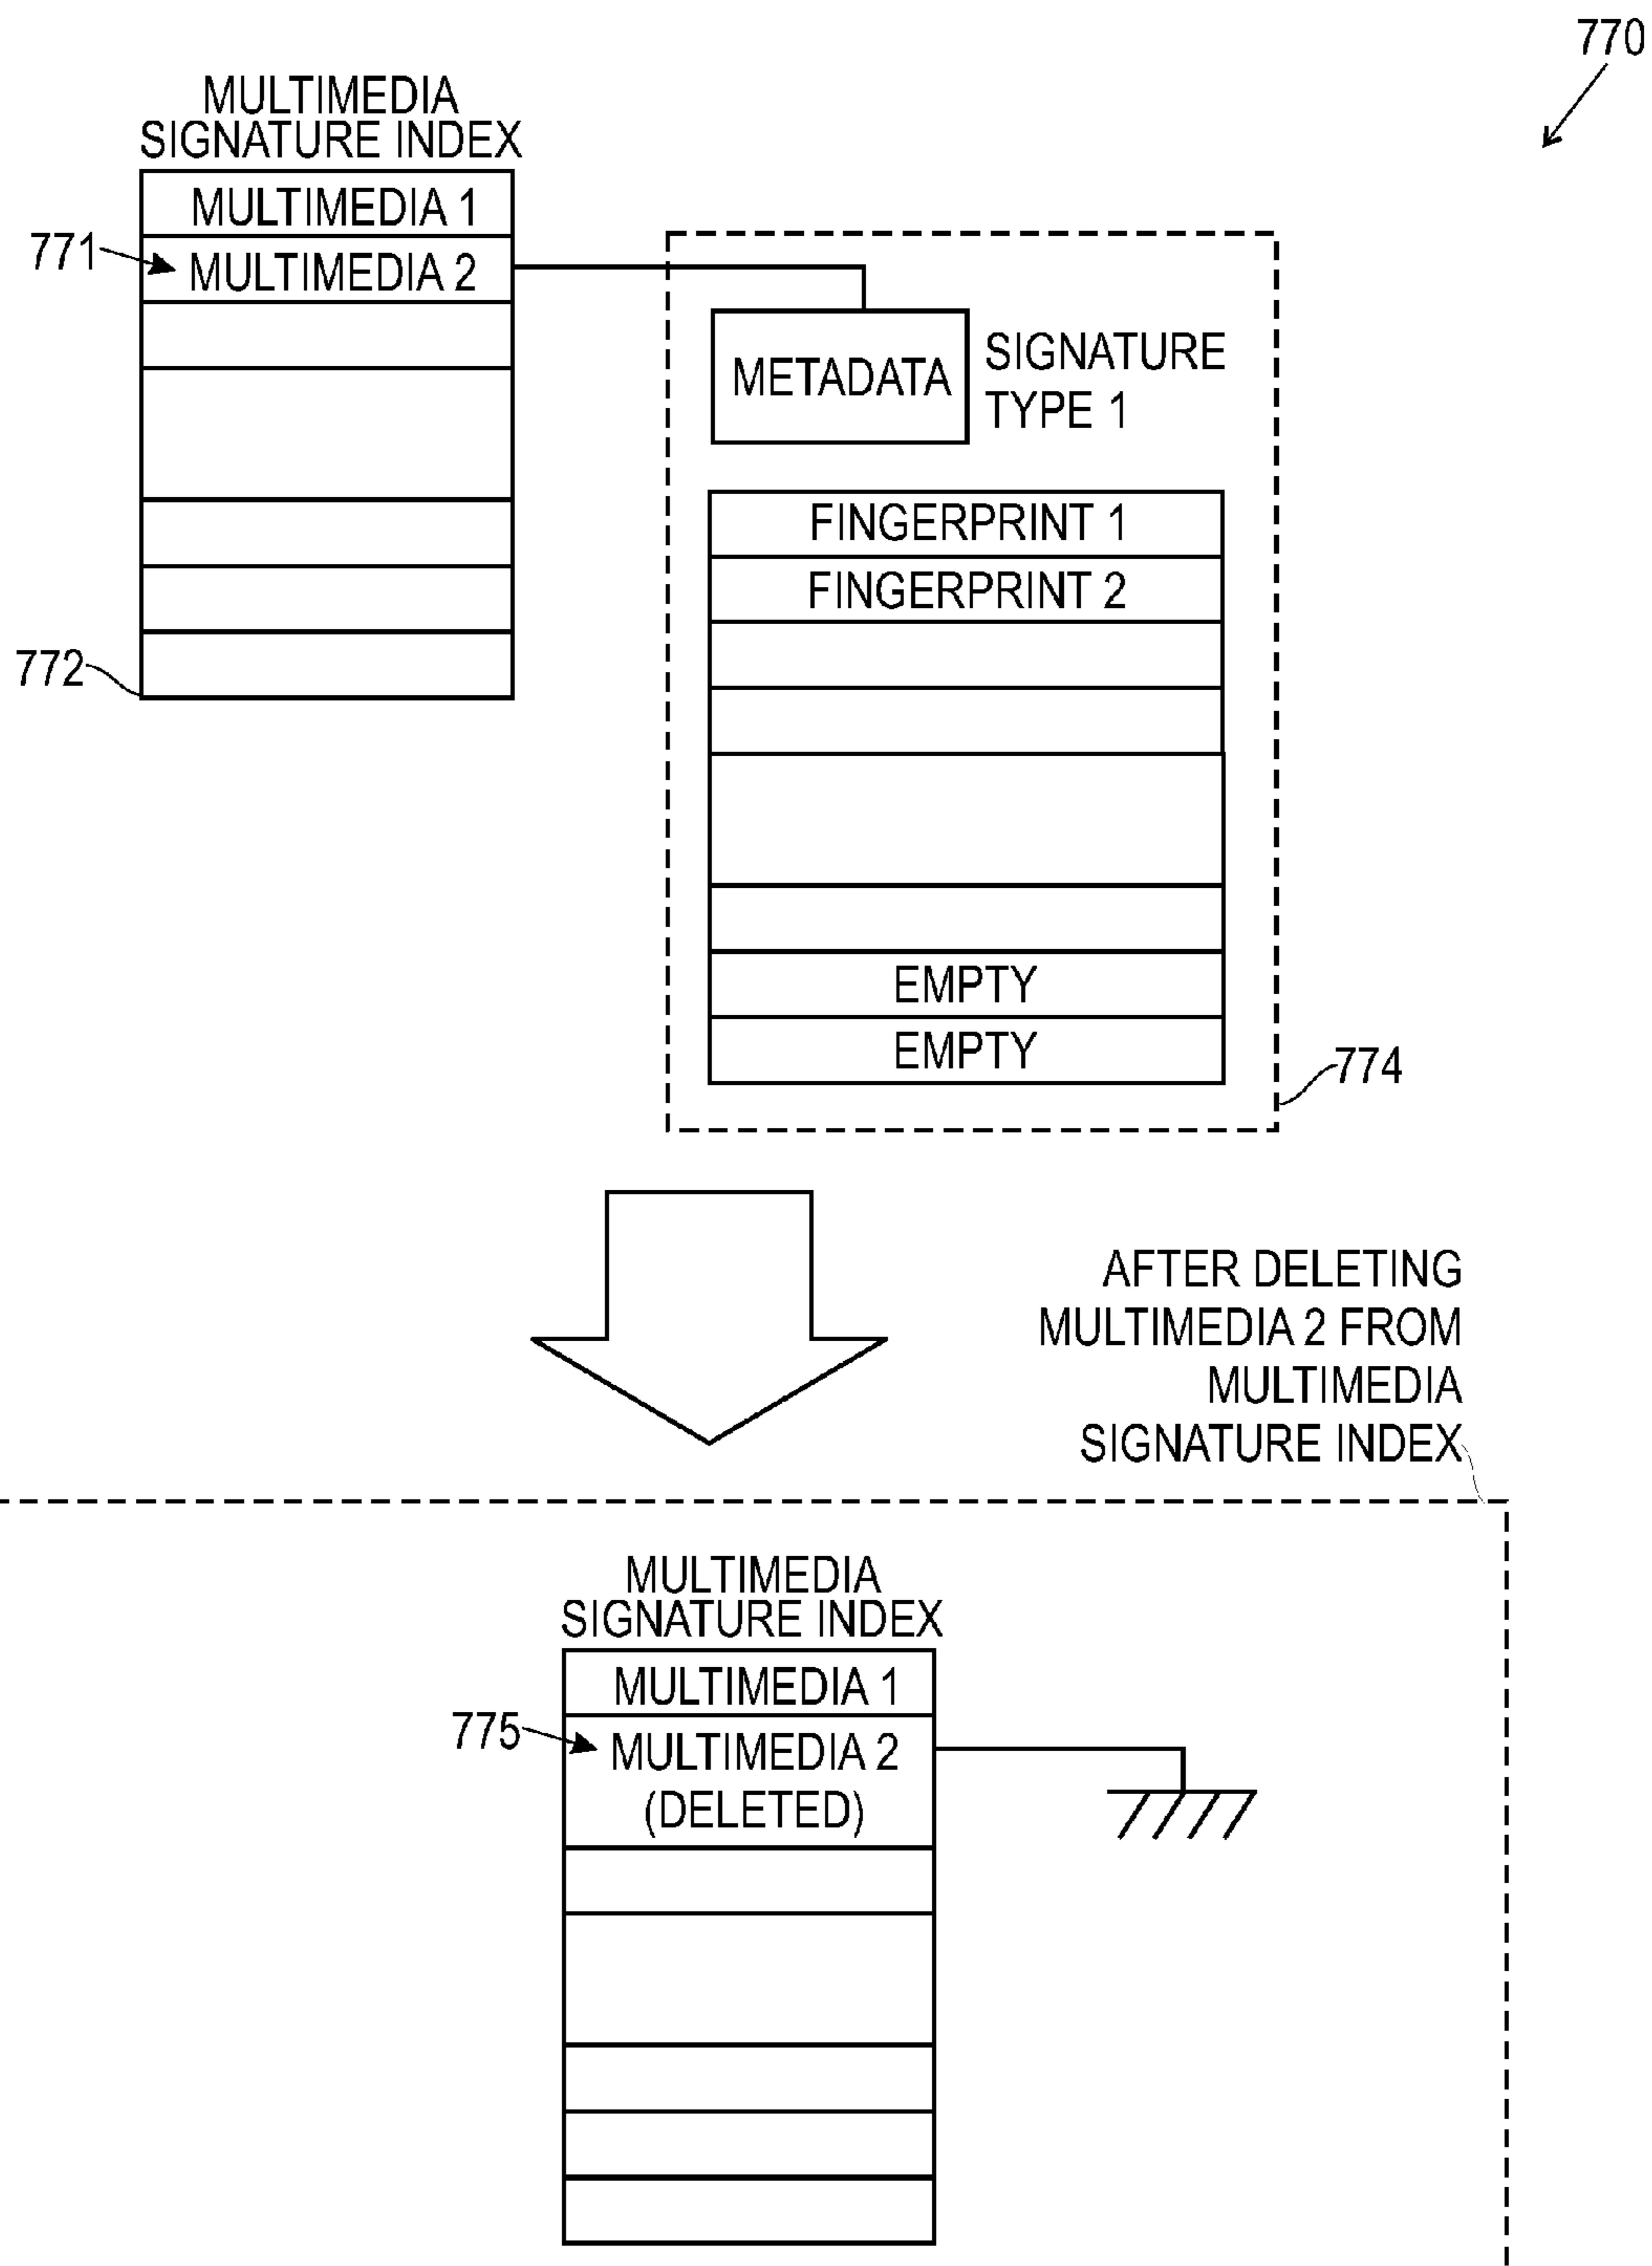 770
MULTIMEDIA
SIGNATURE INDEX
MULTIMEDIA 1
771
MULTIMEDIA 2
772
METADATA
SIGNATURE
TYPE 1
FINGERPRINT 1
FINGERPRINT 2
EMPTY
EMPTY
774
AFTER DELETING
MULTIMEDIA 2 FROM
MULTIMEDIA
SIGNATURE INDEX
MULTIMEDIA
SIGNATURE INDEX
MULTIMEDIA 1
775
MULTIMEDIA 2
(DELETED)